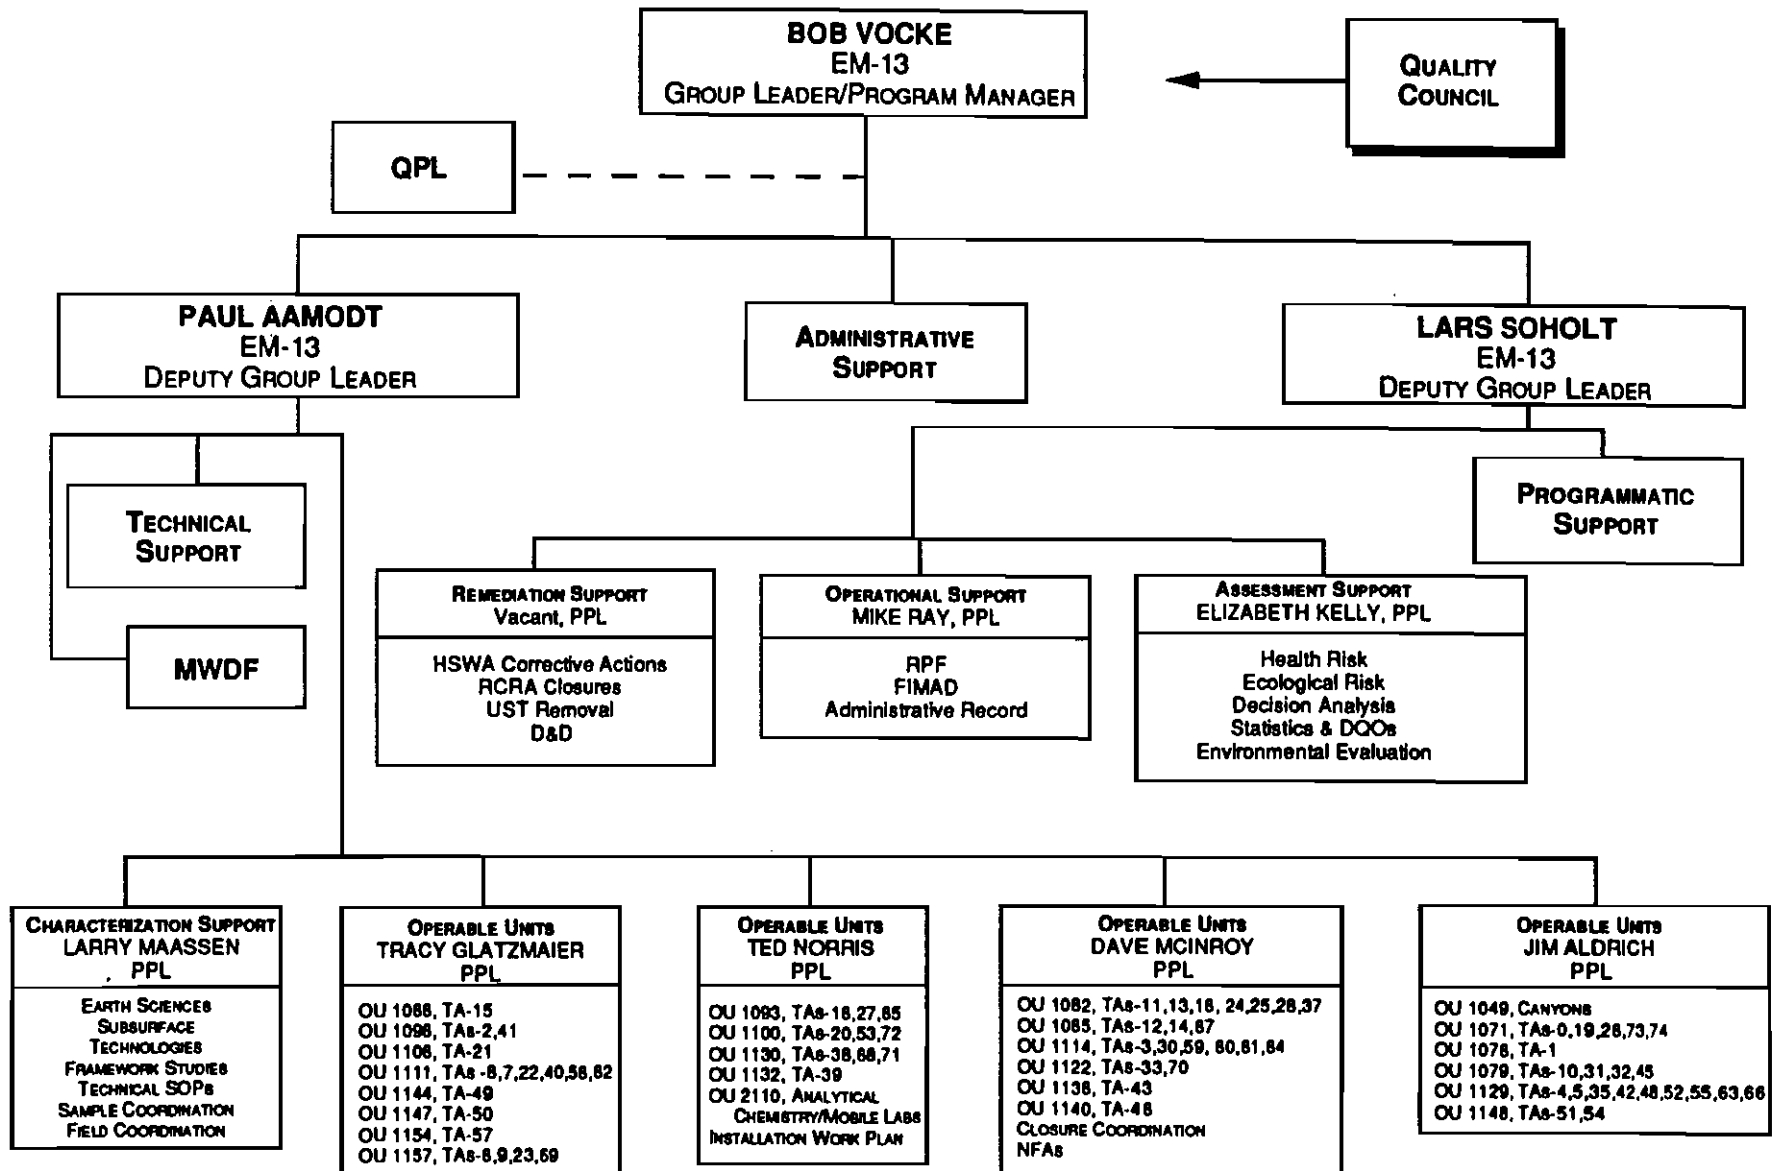 BOB VOCKE
EM-13
GROUP LEADER/PROGRAM MANAGER
QUALITY
COUNCIL
QPL
PAUL AAMODT
EM-13
DEPUTY GROUP LEADER
ADMINISTRATIVE
SUPPORT
LARS SOHOLT
EM-13
DEPUTY GROUP LEADER
TECHNICAL
SUPPORT
PROGRAMMATIC
SUPPORT
MWDF
REMEDIATION SUPPORT
Vacant, PPL
HSWA Corrective Actions
RCRA Closures
UST Removal
D&D
OPERATIONAL SUPPORT
MIKE RAY, PPL
RPF
FIMAD
Administrative Record
ASSESSMENT SUPPORT
ELIZABETH KELLY, PPL
Health Risk
Ecological Risk
Decision Analysis
Statistics & DQOs
Environmental Evaluation
CHARACTERIZATION SUPPORT
LARRY MAASSEN
PPL
EARTH SCIENCES
SUBSURFACE
TECHNOLOGIES
FRAMEWORK STUDIES
TECHNICAL SOPs
SAMPLE COORDINATION
FIELD COORDINATION
OPERABLE UNITS
TRACY GLATZMAIER
PPL
OU 1086, TA-15
OU 1098, TAs-2,41
OU 1106, TA-21
OU 1111, TAs -6,7,22,40,58,62
OU 1144, TA-49
OU 1147, TA-50
OU 1154, TA-57
OU 1157, TAs-8,9,23,69
OPERABLE UNITS
TED NORRIS
PPL
OU 1093, TAs-18,27,65
OU 1100, TAs-20,53,72
OU 1130, TAs-36,68,71
OU 1132, TA-39
OU 2110, ANALYTICAL
CHEMISTRY/MOBILE LABS
INSTALLATION WORK PLAN
OPERABLE UNITS
DAVE MCINROY
PPL
OU 1082, TAs-11,13,16, 24,25,28,37
OU 1085, TAs-12,14,67
OU 1114, TAs-3,30,59, 60,61,64
OU 1122, TAs-33,70
OU 1136, TA-43
OU 1140, TA-46
CLOSURE COORDINATION
NFAs
OPERABLE UNITS
JIM ALDRICH
PPL
OU 1049, CANYONS
OU 1071, TAs-0,19,26,73,74
OU 1078, TA-1
OU 1079, TAs-10,31,32,45
OU 1129, TAs-4,5,35,42,48,52,55,63,66
OU 1148, TAs-51,54